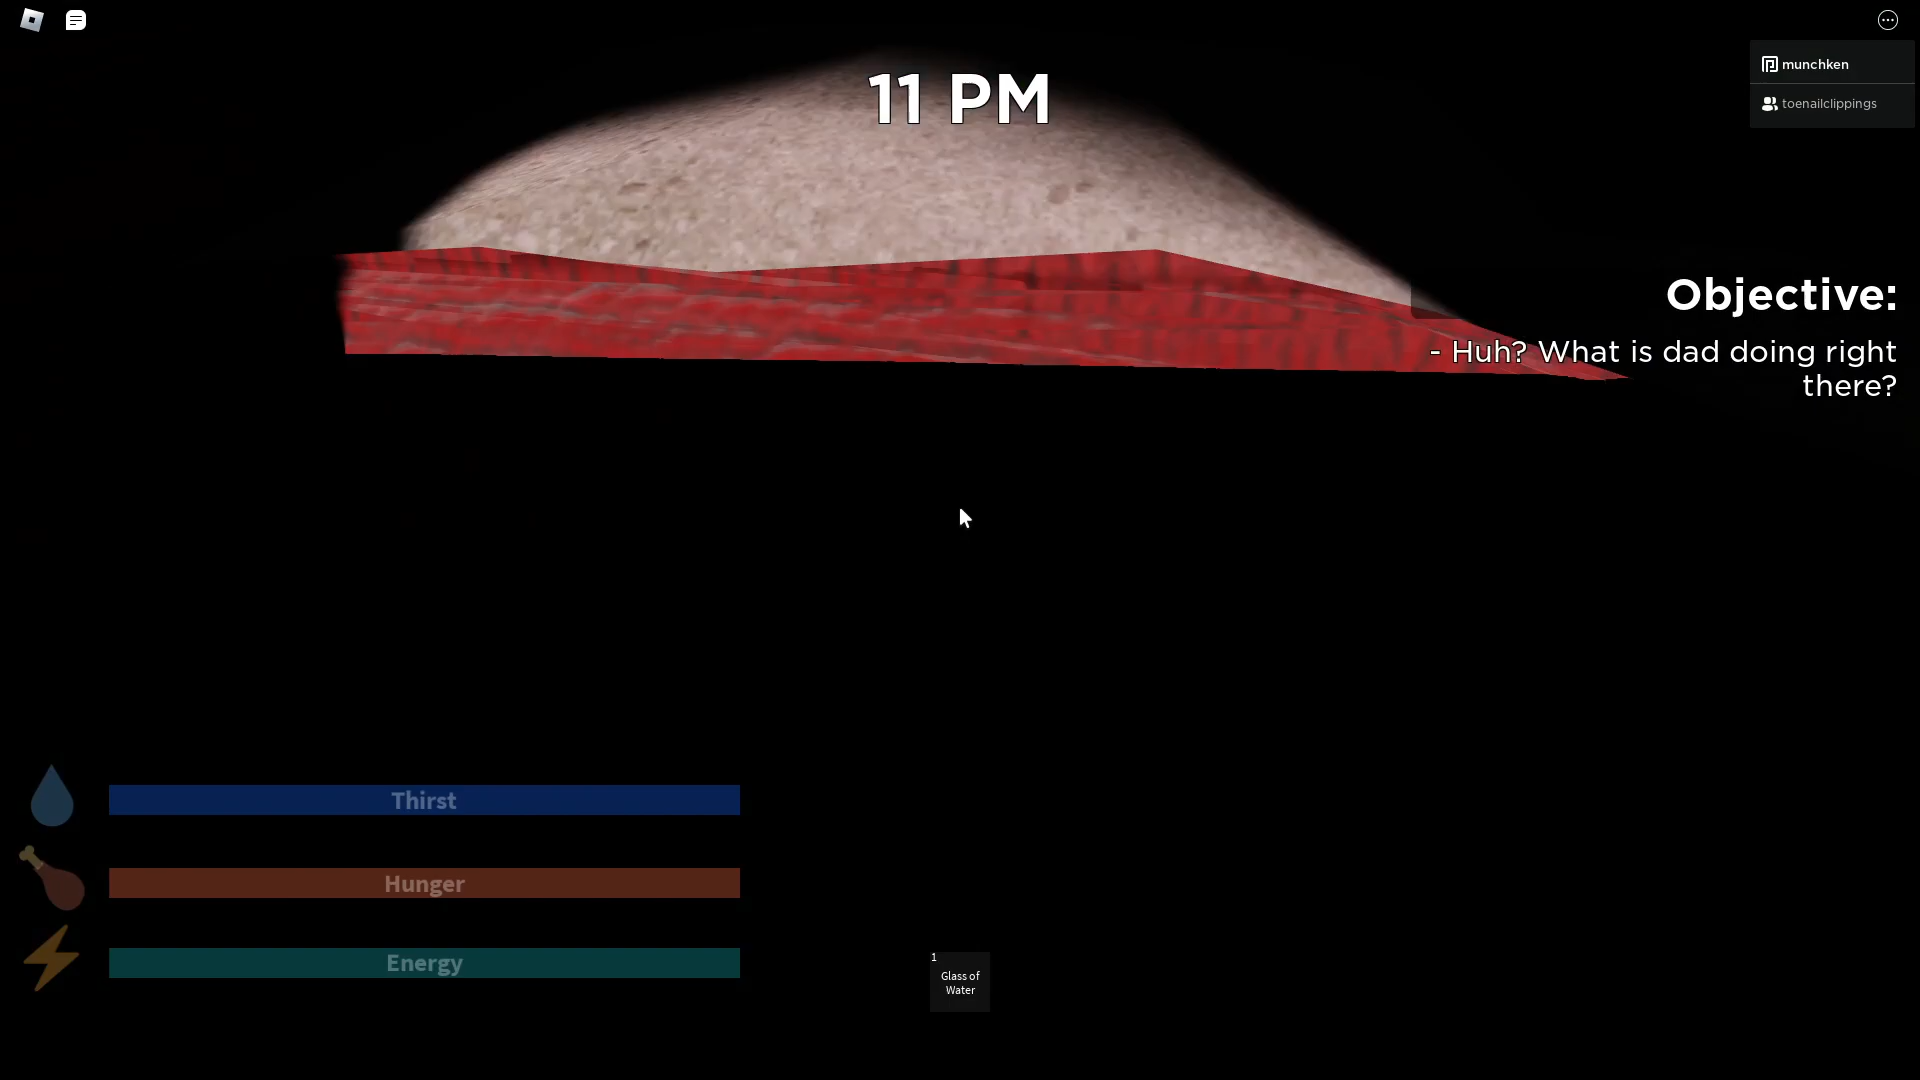 11 PM
munchken
toenailclippings
Objective:
- Huh? What is dad doing right
there?
Thirst
Hunger
Energy
1
Glass of
Water